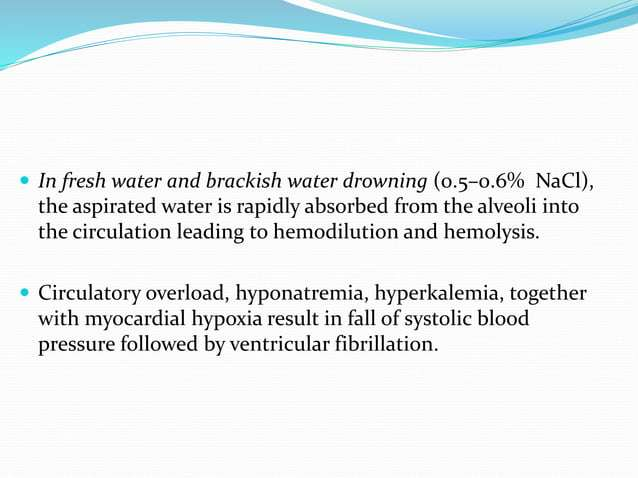 In fresh water and brackish water drowning (0.5–0.6% NaCl),
the aspirated water is rapidly absorbed from the alveoli into
the circulation leading to hemodilution and hemolysis.
Circulatory overload, hyponatremia, hyperkalemia, together
with myocardial hypoxia result in fall of systolic blood
pressure followed by ventricular fibrillation.